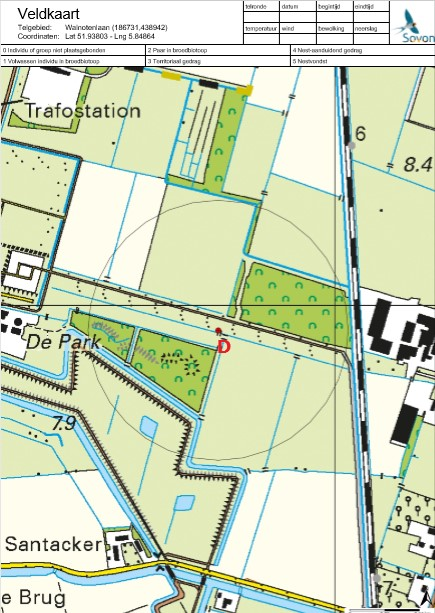 Veldkaart
Telgebied: Walnotenlaan (186731,438942)
Coordinaten: Lat 51.93803 - Lng 5.84864
telronde datum begintijd eindtijd
temperatuur wind bewolking neerslag
Sovon
0 Individu of groep niet plaatsgebonden 2 Paar in broedbiotoop 4 Nest-aanduidend gedrag
1 Volwassen individu in broedbiotoop 3 Territoriaal gedrag 5 Nestvondst
Trafostation
6
8.4
De Park
D
7.9
Santacker
e Brug
7